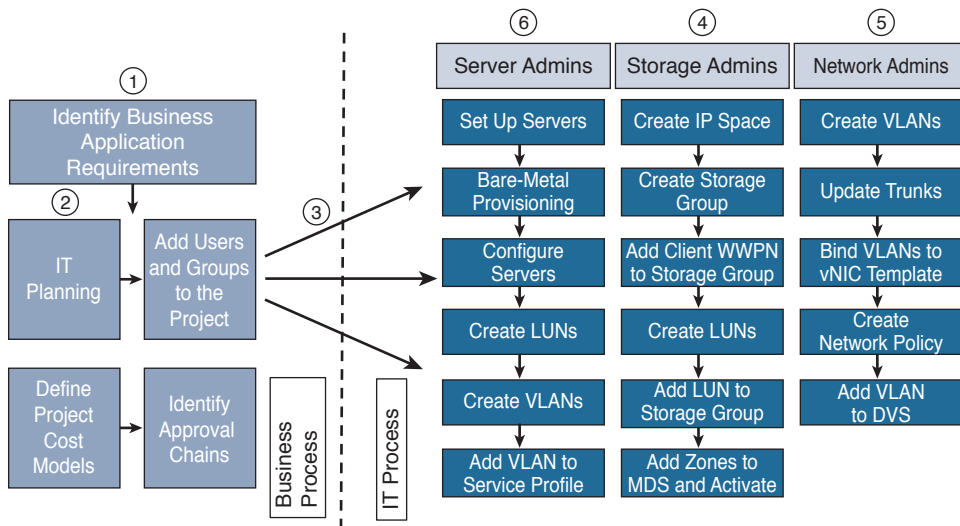 1
Identify Business
Application
Requirements
2
IT
Planning
Add Users
and Groups
to the
Project
3
Define
Project
Cost
Models
Identify
Approval
Chains
Business
Process
IT Process
6
Server Admins
Set Up Servers
Bare-Metal
Provisioning
Configure
Servers
Create LUNs
Create VLANs
Add VLAN to
Service Profile
4
Storage Admins
Create IP Space
Create Storage
Group
Add Client WWPN
to Storage Group
Create LUNs
Add LUN to
Storage Group
Add Zones to
MDS and Activate
5
Network Admins
Create VLANs
Update Trunks
Bind VLANs to
vNIC Template
Create
Network Policy
Add VLAN
to DVS